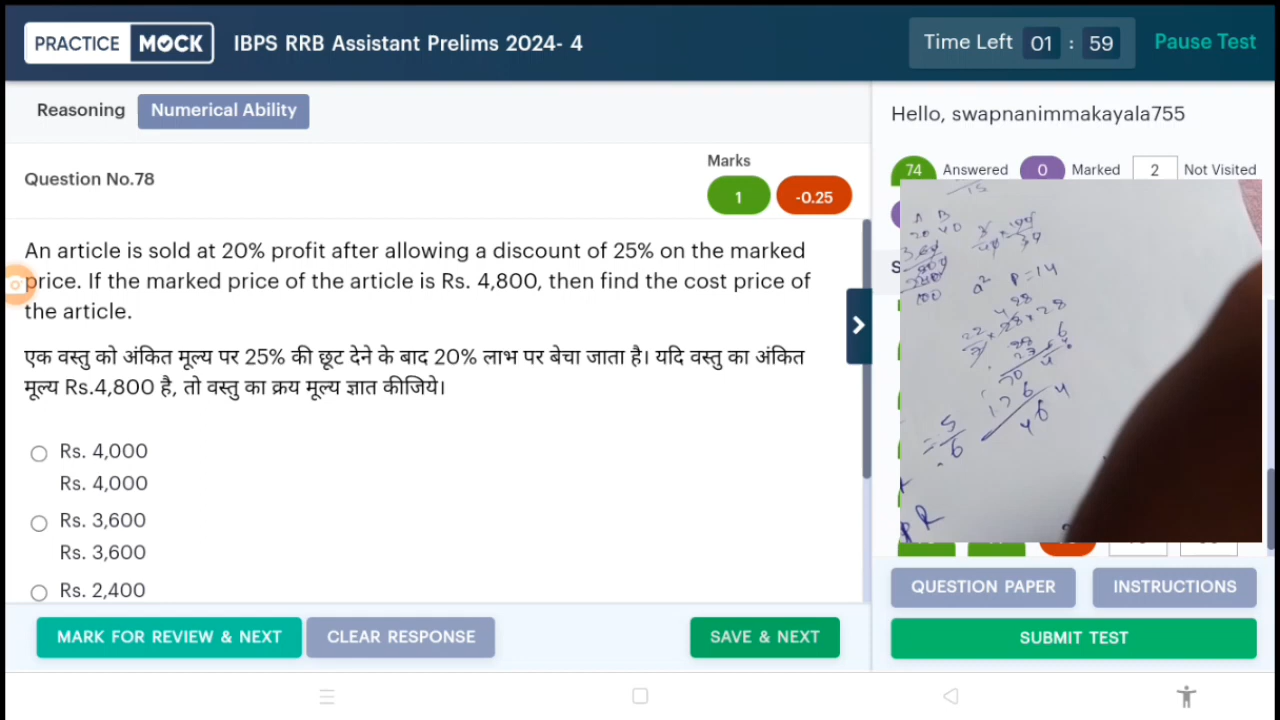 PRACTICE MOCK IBPS RRB Assistant Prelims 2024- 4 Time Left 01 : 59 Pause Test
Reasoning Numerical Ability
Hello, swapnanimmakayala755
Marks
Question No.78
1 -0.25
74 Answered 0 Marked 2 Not Visited
An article is sold at 20% profit after allowing a discount of 25% on the marked
price. If the marked price of the article is Rs. 4,800, then find the cost price of
the article.
एक वस्तु को अंकित मूल्य पर 25% की छूट देने के बाद 20% लाभ पर बेचा जाता है। यदि वस्तु का अंकित
मूल्य Rs.4,800 है, तो वस्तु का क्रय मूल्य ज्ञात कीजिये।
Rs. 4,000
Rs. 4,000
Rs. 3,600
Rs. 3,600
Rs. 2,400
A B
P=14
= 5/6
MARK FOR REVIEW & NEXT CLEAR RESPONSE SAVE & NEXT
QUESTION PAPER INSTRUCTIONS
SUBMIT TEST